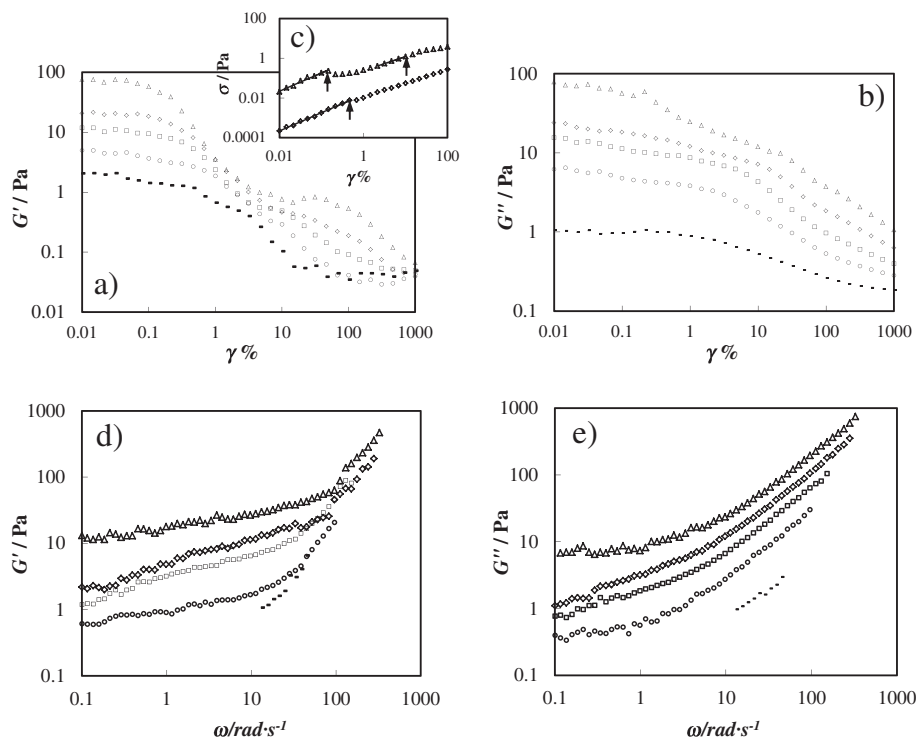 c)
σ /Pa
100
1
0.01
0.0001
0.01 1 100
γ%
a)
G′ / Pa
100
10
1
0.1
0.01
0.01 0.1 1 10 100 1000
γ %
b)
G′′ / Pa
100
10
1
0.1
0.01 0.1 1 10 100 1000
γ %
d)
G′ / Pa
1000
100
10
1
0.1
0.1 1 10 100 1000
ω/rad·s⁻¹
e)
G′′ / Pa
1000
100
10
1
0.1
0.1 1 10 100 1000
ω/rad·s⁻¹